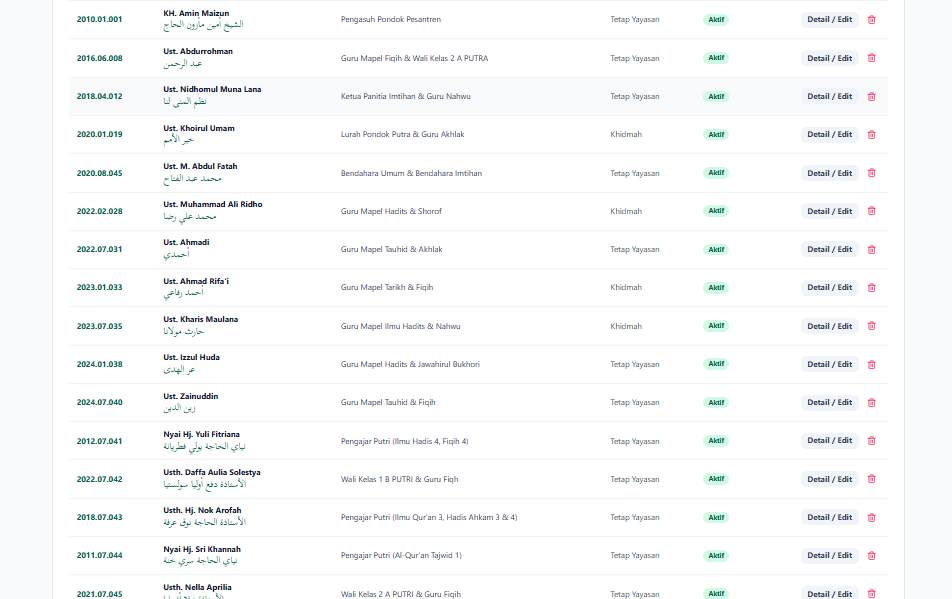 2010.01.001 KH. Amin Maizun Pengasuh Pondok Pesantren Tetap Yayasan Aktif Detail / Edit
الشيخ أمين مأزون الحاج
2016.06.008 Ust. Abdurrohman Guru Mapel Fiqih & Wali Kelas 2 A PUTRA Tetap Yayasan Aktif Detail / Edit
عبد الرحمن
2018.04.012 Ust. Nidhomul Muna Lana Ketua Panitia Imtihan & Guru Nahwu Tetap Yayasan Aktif Detail / Edit
نظم المنى لنا
2020.01.019 Ust. Khoirul Umam Lurah Pondok Putra & Guru Akhlak Khidmah Aktif Detail / Edit
خير الأمم
2020.08.045 Ust. M. Abdul Fatah Bendahara Umum & Bendahara Imtihan Tetap Yayasan Aktif Detail / Edit
محمد عبد الفتاح
2022.02.028 Ust. Muhammad Ali Ridho Guru Mapel Hadits & Shorof Khidmah Aktif Detail / Edit
محمد علي رضا
2022.07.031 Ust. Ahmadi Guru Mapel Tauhid & Akhlak Tetap Yayasan Aktif Detail / Edit
أحمدي
2023.01.033 Ust. Ahmad Rifa'i Guru Mapel Tarikh & Fiqih Khidmah Aktif Detail / Edit
أحمد رفاعي
2023.07.035 Ust. Kharis Maulana Guru Mapel Ilmu Hadits & Nahwu Khidmah Aktif Detail / Edit
حارث مولانا
2024.01.038 Ust. Izzul Huda Guru Mapel Hadits & Jawahirul Bukhori Tetap Yayasan Aktif Detail / Edit
عز الهدى
2024.07.040 Ust. Zainuddin Guru Mapel Tauhid & Fiqih Tetap Yayasan Aktif Detail / Edit
زين الدين
2012.07.041 Nyai Hj. Yuli Fitriana Pengajar Putri (Ilmu Hadis 4, Fiqih 4) Tetap Yayasan Aktif Detail / Edit
نياي الحاجة يولي فطريانة
2022.07.042 Usth. Daffa Aulia Solestya Wali Kelas 1 B PUTRI & Guru Fiqh Tetap Yayasan Aktif Detail / Edit
الأستاذة دفع أوليا سولستيا
2018.07.043 Usth. Hj. Nok Arofah Pengajar Putri (Ilmu Qur'an 3, Hadis Ahkam 3 & 4) Tetap Yayasan Aktif Detail / Edit
الأستاذة الحاجة نوق عرفة
2011.07.044 Nyai Hj. Sri Khannah Pengajar Putri (Al-Qur'an Tajwid 1) Tetap Yayasan Aktif Detail / Edit
نياي الحاجة سري خنة
2021.07.045 Usth. Nella Aprilia Wali Kelas 2 A PUTRI & Guru Fiqih Tetap Yayasan Aktif Detail / Edit